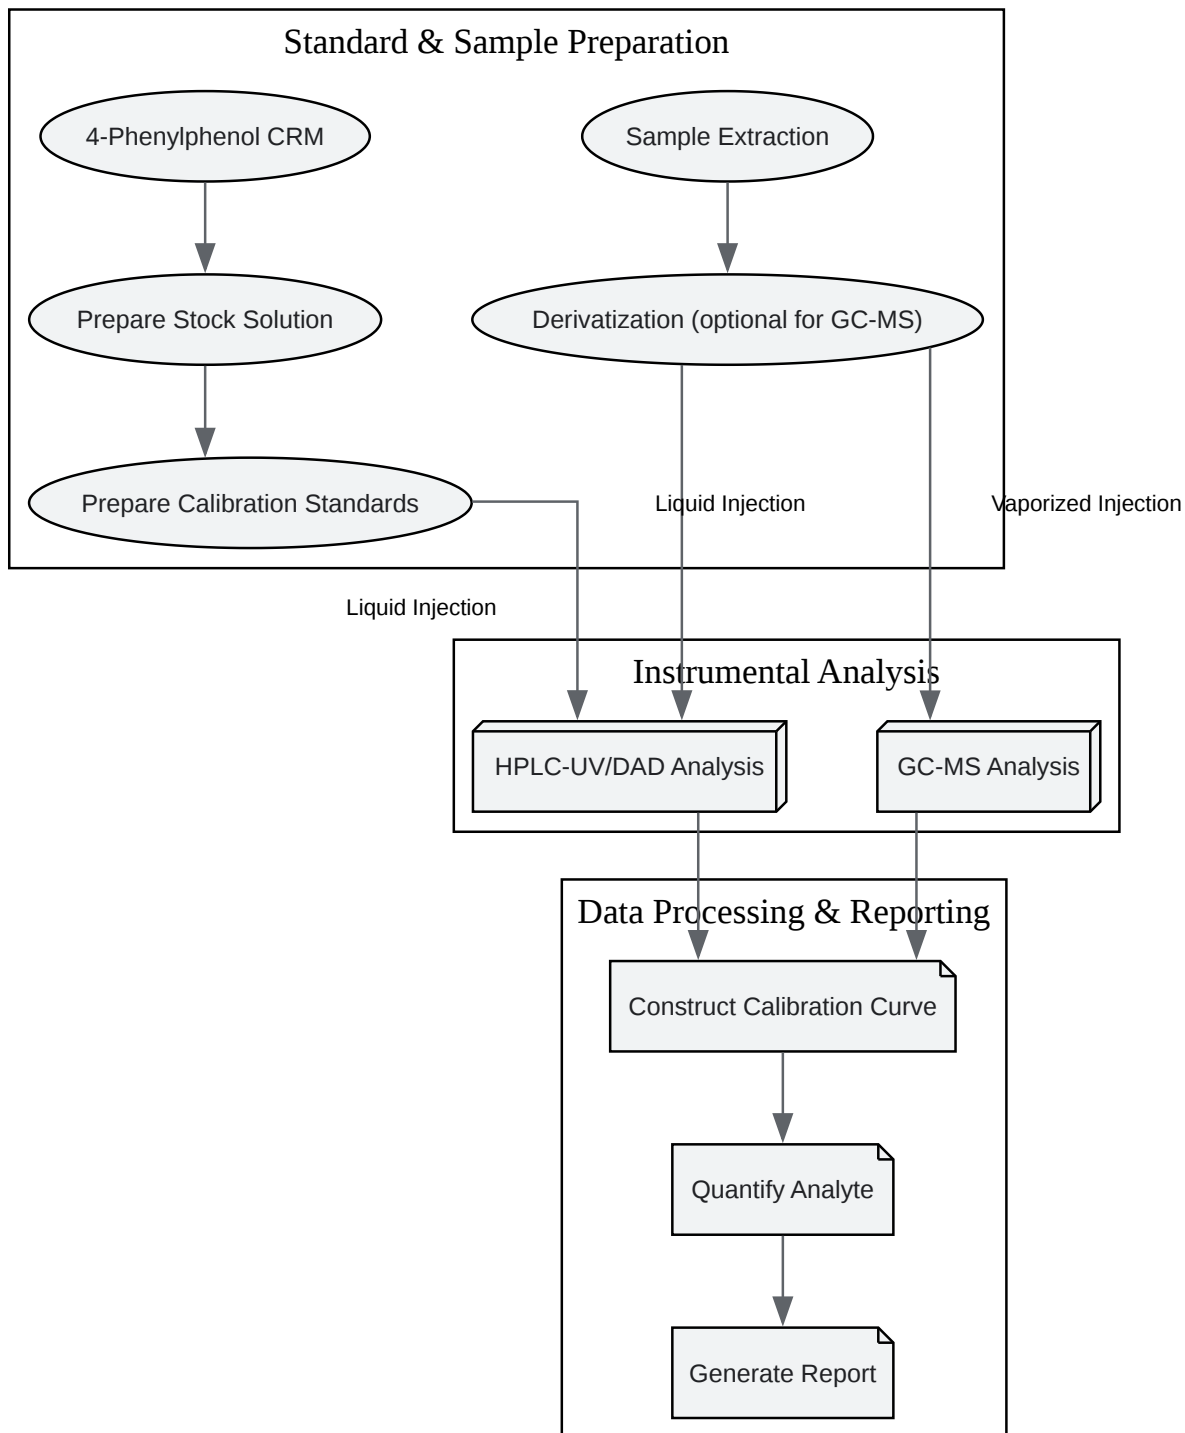 Standard & Sample Preparation
4-Phenylphenol CRM
Sample Extraction
Prepare Stock Solution
Derivatization (optional for GC-MS)
Prepare Calibration Standards
Liquid Injection
Vaporized Injection
Liquid Injection
Instrumental Analysis
HPLC-UV/DAD Analysis
GC-MS Analysis
Data Processing & Reporting
Construct Calibration Curve
Quantify Analyte
Generate Report